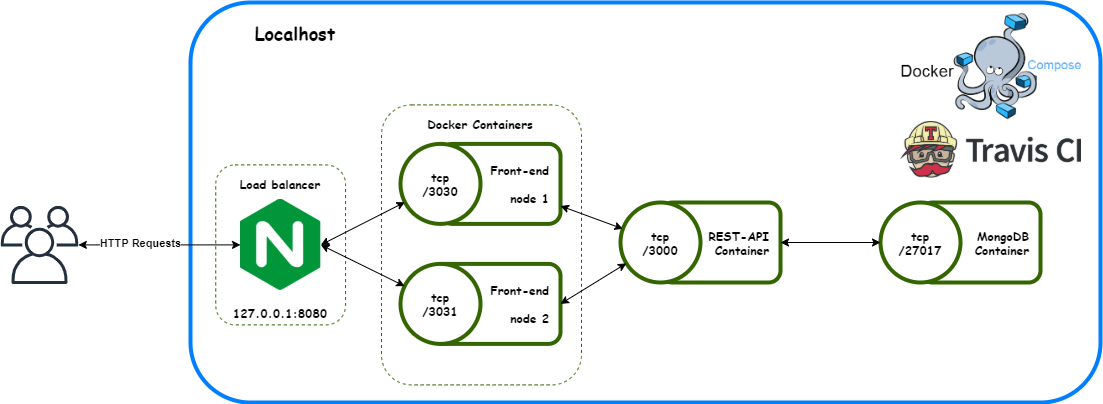 Localhost
Docker
Compose
Travis CI
T
Docker Containers
Load balancer
N
127.0.0.1:8080
HTTP Requests
tcp
/3030
Front-end
node 1
tcp
/3031
Front-end
node 2
tcp
/3000
REST-API
Container
tcp
/27017
MongoDB
Container